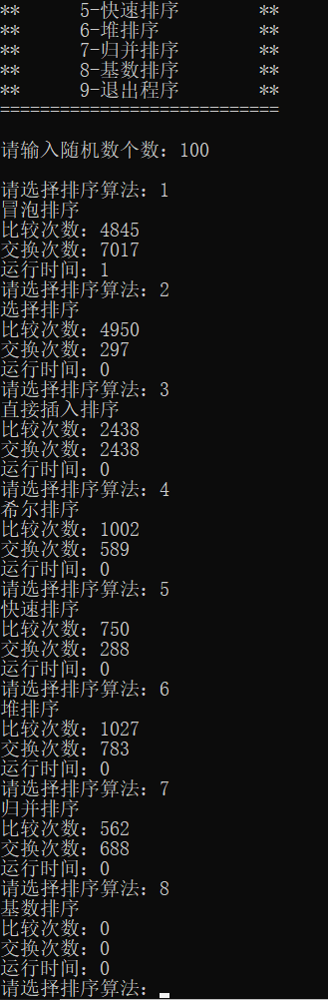 **      5-快速排序        **
**      6-堆排序          **
**      7-归并排序        **
**      8-基数排序        **
**      9-退出程序        **
============================
请输入随机数个数：100
请选择排序算法：1
冒泡排序
比较次数：4845
交换次数：7017
运行时间：1
请选择排序算法：2
选择排序
比较次数：4950
交换次数：297
运行时间：0
请选择排序算法：3
直接插入排序
比较次数：2438
交换次数：2438
运行时间：0
请选择排序算法：4
希尔排序
比较次数：1002
交换次数：589
运行时间：0
请选择排序算法：5
快速排序
比较次数：750
交换次数：288
运行时间：0
请选择排序算法：6
堆排序
比较次数：1027
交换次数：783
运行时间：0
请选择排序算法：7
归并排序
比较次数：562
交换次数：688
运行时间：0
请选择排序算法：8
基数排序
比较次数：0
交换次数：0
运行时间：0
请选择排序算法：